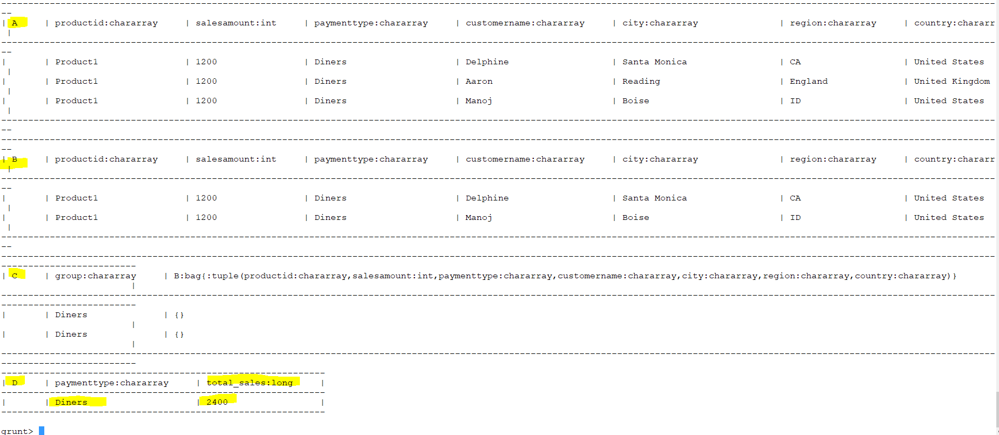 | A | productid:chararray | salesamount:int | paymenttype:chararray | customername:chararray | city:chararray | region:chararray | country:chararr
|
| | Product1 | 1200 | Diners | Delphine | Santa Monica | CA | United States
|
| | Product1 | 1200 | Diners | Aaron | Reading | England | United Kingdom
|
| | Product1 | 1200 | Diners | Manoj | Boise | ID | United States
|
| B | productid:chararray | salesamount:int | paymenttype:chararray | customername:chararray | city:chararray | region:chararray | country:chararr
|
| | Product1 | 1200 | Diners | Delphine | Santa Monica | CA | United States
|
| | Product1 | 1200 | Diners | Manoj | Boise | ID | United States
|
| C | group:chararray | B:bag{:tuple(productid:chararray,salesamount:int,paymenttype:chararray,customername:chararray,city:chararray,region:chararray,country:chararray)}
|
| | Diners | {}
|
| | Diners | {}
|
| D | paymenttype:chararray | total_sales:long |
| | Diners | 2400 |
grunt>